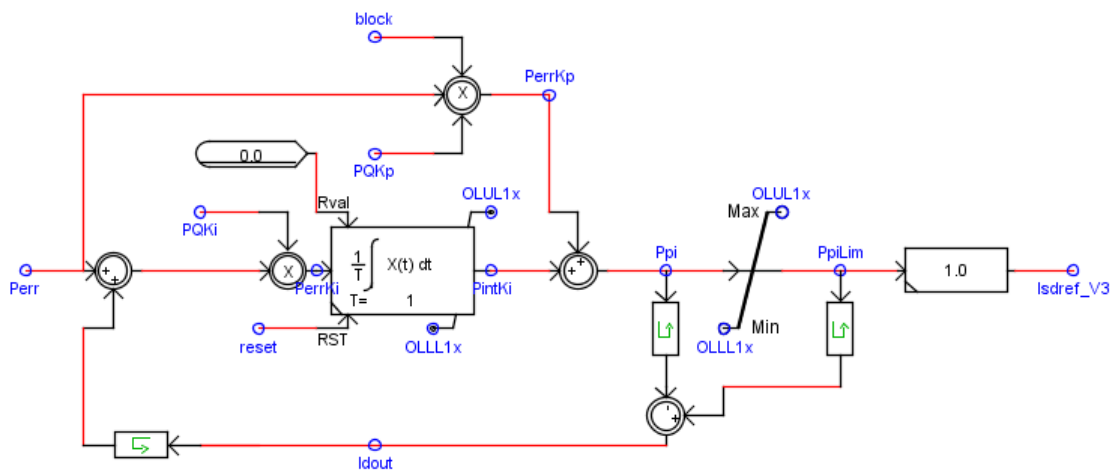 block
X
PerrKp
0.0
PQKp
Rval
OLUL1x
OLUL1x
Max
PQKi
1
T
∫ X(t) dt
T= 1
Perr
+
+
X
PerrKi
PintKi
+
+
Ppi
PpiLim
1.0
Isdref_V3
reset
RST
OLLL1x
OLLL1x
Min
-
+
Idout